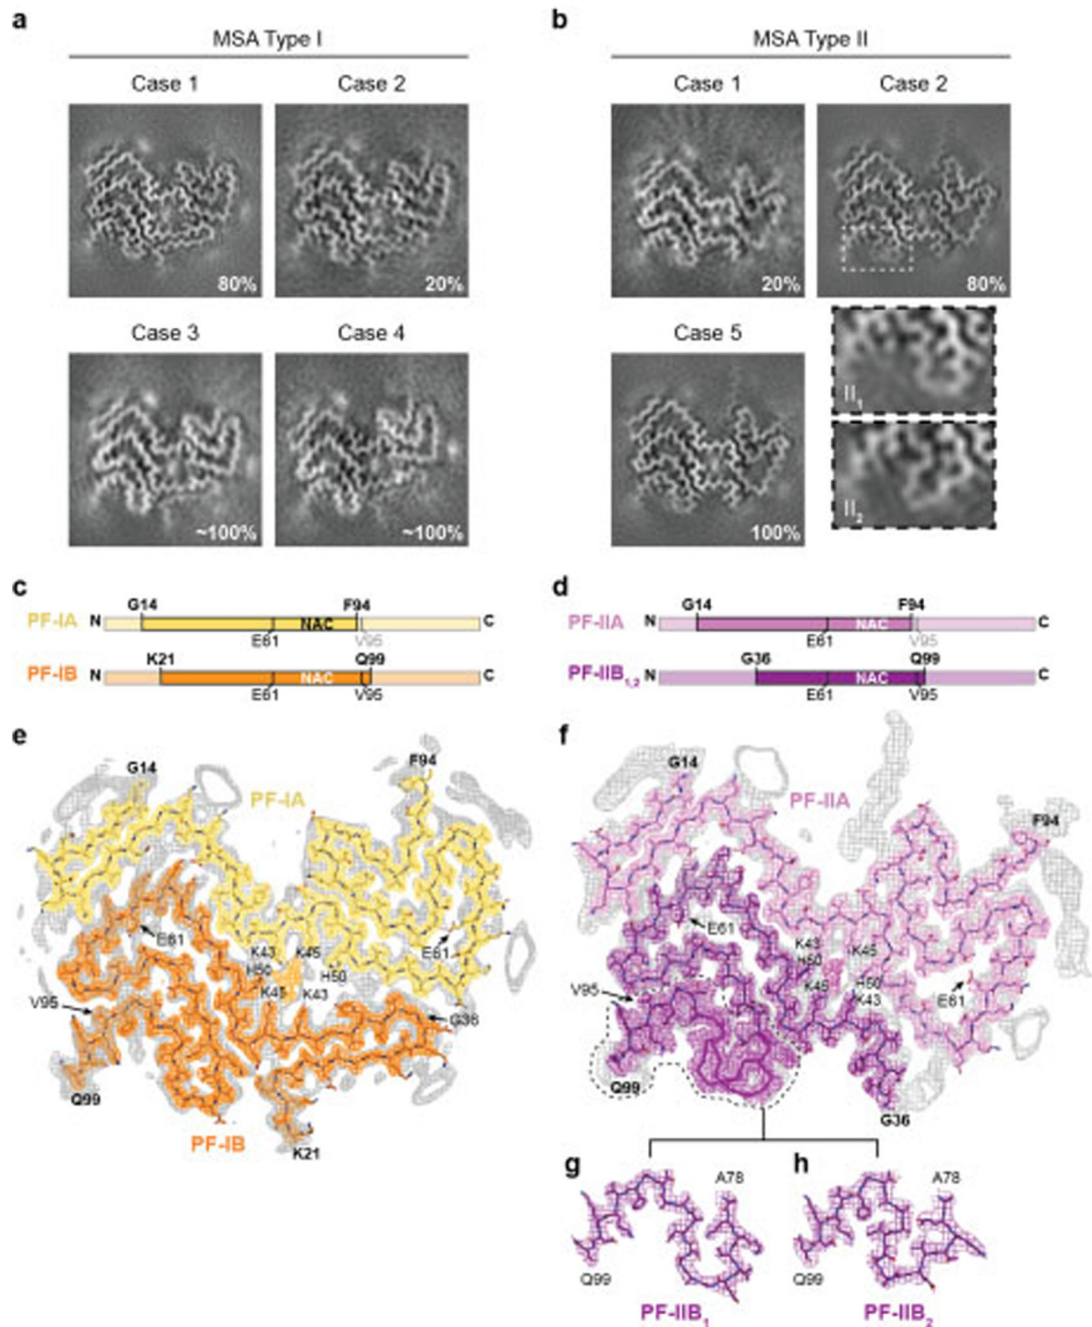 a
MSA Type I
Case 1
Case 2
80%
20%
Case 3
Case 4
~100%
~100%
b
MSA Type II
Case 1
Case 2
20%
80%
Case 5
100%
II1
II2
c
PF-IA
N
G14
F94
NAC
E61
V95
C
PF-IB
N
K21
Q99
NAC
E61
V95
C
d
PF-IIA
N
G14
F94
NAC
E61
V95
C
PF-IIB1,2
N
G36
Q99
NAC
E61
V95
C
e
G14
PF-IA
F94
E61
K43
K45
E61
H50
H50
K45
K43
V95
G36
Q99
PF-IB
K21
f
G14
PF-IIA
F94
E61
K43
K45
H50
V95
K45
H50
K43
E61
Q99
G36
g
A78
Q99
PF-IIB1
h
A78
Q99
PF-IIB2